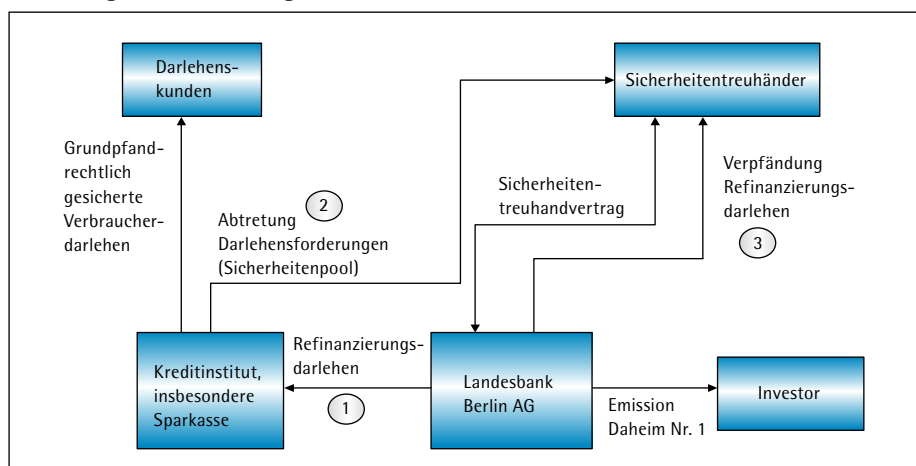 Darlehens-
kunden
Sicherheitentreuhänder
Grundpfand-
rechtlich
gesicherte
Verbraucher-
darlehen
2
Abtretung
Darlehensforderungen
(Sicherheitenpool)
Sicherheiten-
treuhandvertrag
Verpfändung
Refinanzierungs-
darlehen
3
Kreditinstitut,
insbesondere
Sparkasse
Refinanzierungs-
darlehen
1
Landesbank
Berlin AG
Emission
Daheim Nr. 1
Investor